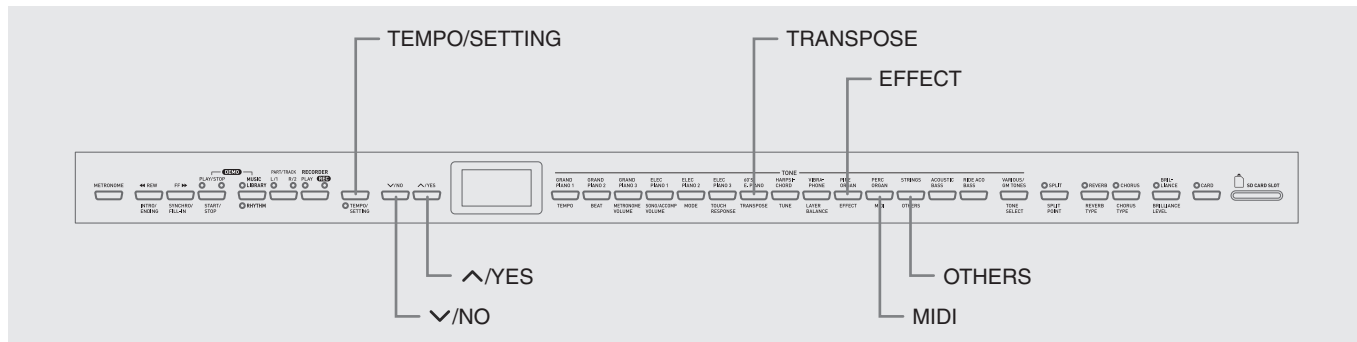 TEMPO/SETTING
TRANSPOSE
EFFECT
TONE
METRONOME
◀◀ REW
FF ▶▶
DEMO
PLAY/STOP
MUSIC LIBRARY
PART/TRACK
L/1 R/2
RECORDER
PLAY REC
∨/NO
∧/YES
GRAND PIANO 1
GRAND PIANO 2
GRAND PIANO 3
ELEC PIANO 1
ELEC PIANO 2
ELEC PIANO 3
60'S E. PIANO
HARPSI-CHORD
VIBRA-PHONE
PIPE ORGAN
PERC ORGAN
STRINGS
ACOUSTIC BASS
RIDE ACO BASS
VARIOUS/GM TONES
SPLIT
REVERB
CHORUS
BRIL-LIANCE
CARD
SD CARD SLOT
INTRO/ENDING
SYNCHRO/FILL-IN
START/STOP
RHYTHM
TEMPO/SETTING
TEMPO
BEAT
METRONOME VOLUME
SONG/ACCOMP VOLUME
MODE
TOUCH RESPONSE
TRANSPOSE
TUNE
LAYER BALANCE
EFFECT
MIDI
OTHERS
TONE SELECT
SPLIT POINT
REVERB TYPE
CHORUS TYPE
BRILLIANCE LEVEL
∧/YES
∨/NO
OTHERS
MIDI